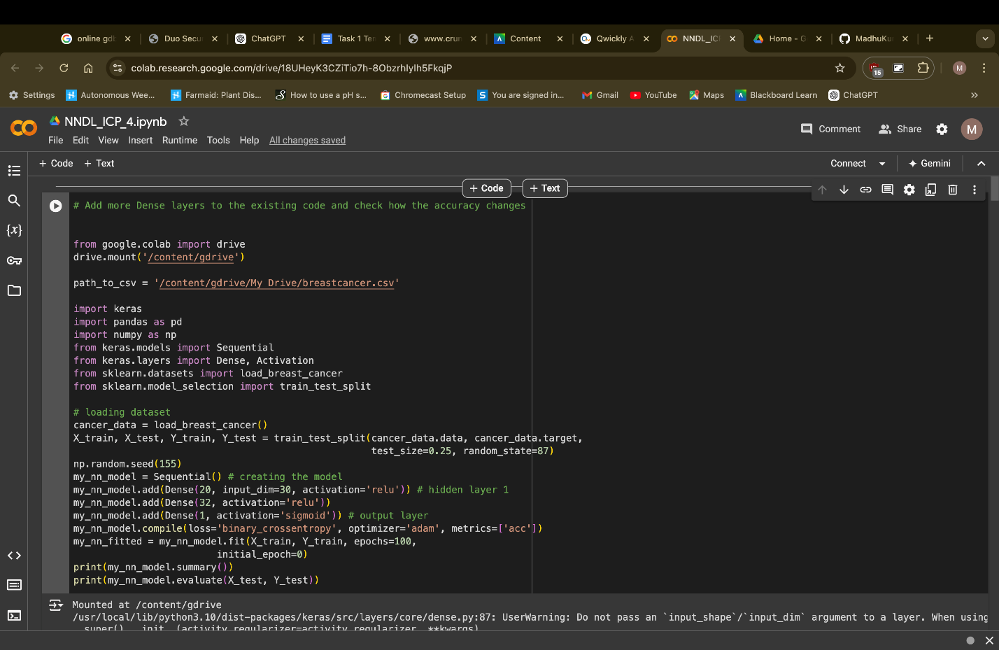 online gdb
Duo Secu
ChatGPT
Task 1 Ten
www.crun
Content
Qwickly A
NNDL_ICP
Home - G
MadhuKu
colab.research.google.com/drive/18UHeyK3CZiTio7h-8ObzrhIyIh5FkqjP
15
M
Settings
Autonomous Wee...
Farmaid: Plant Dis...
How to use a pH s...
Chromecast Setup
You are signed in...
Gmail
YouTube
Maps
Blackboard Learn
ChatGPT
NNDL_ICP_4.ipynb
Comment
Share
M
File Edit View Insert Runtime Tools Help All changes saved
+ Code + Text
Connect
Gemini
+ Code
+ Text
# Add more Dense layers to the existing code and check how the accuracy changes
from google.colab import drive
drive.mount('/content/gdrive')
path_to_csv = '/content/gdrive/My Drive/breastcancer.csv'
import keras
import pandas as pd
import numpy as np
from keras.models import Sequential
from keras.layers import Dense, Activation
from sklearn.datasets import load_breast_cancer
from sklearn.model_selection import train_test_split
# loading dataset
cancer_data = load_breast_cancer()
X_train, X_test, Y_train, Y_test = train_test_split(cancer_data.data, cancer_data.target,
test_size=0.25, random_state=87)
np.random.seed(155)
my_nn_model = Sequential() # creating the model
my_nn_model.add(Dense(20, input_dim=30, activation='relu')) # hidden layer 1
my_nn_model.add(Dense(32, activation='relu'))
my_nn_model.add(Dense(1, activation='sigmoid')) # output layer
my_nn_model.compile(loss='binary_crossentropy', optimizer='adam', metrics=['acc'])
my_nn_fitted = my_nn_model.fit(X_train, Y_train, epochs=100,
initial_epoch=0)
print(my_nn_model.summary())
print(my_nn_model.evaluate(X_test, Y_test))
Mounted at /content/gdrive
/usr/local/lib/python3.10/dist-packages/keras/src/layers/core/dense.py:87: UserWarning: Do not pass an `input_shape`/`input_dim` argument to a layer. When using
super().__init__(activity_regularizer=activity_regularizer, **kwargs)